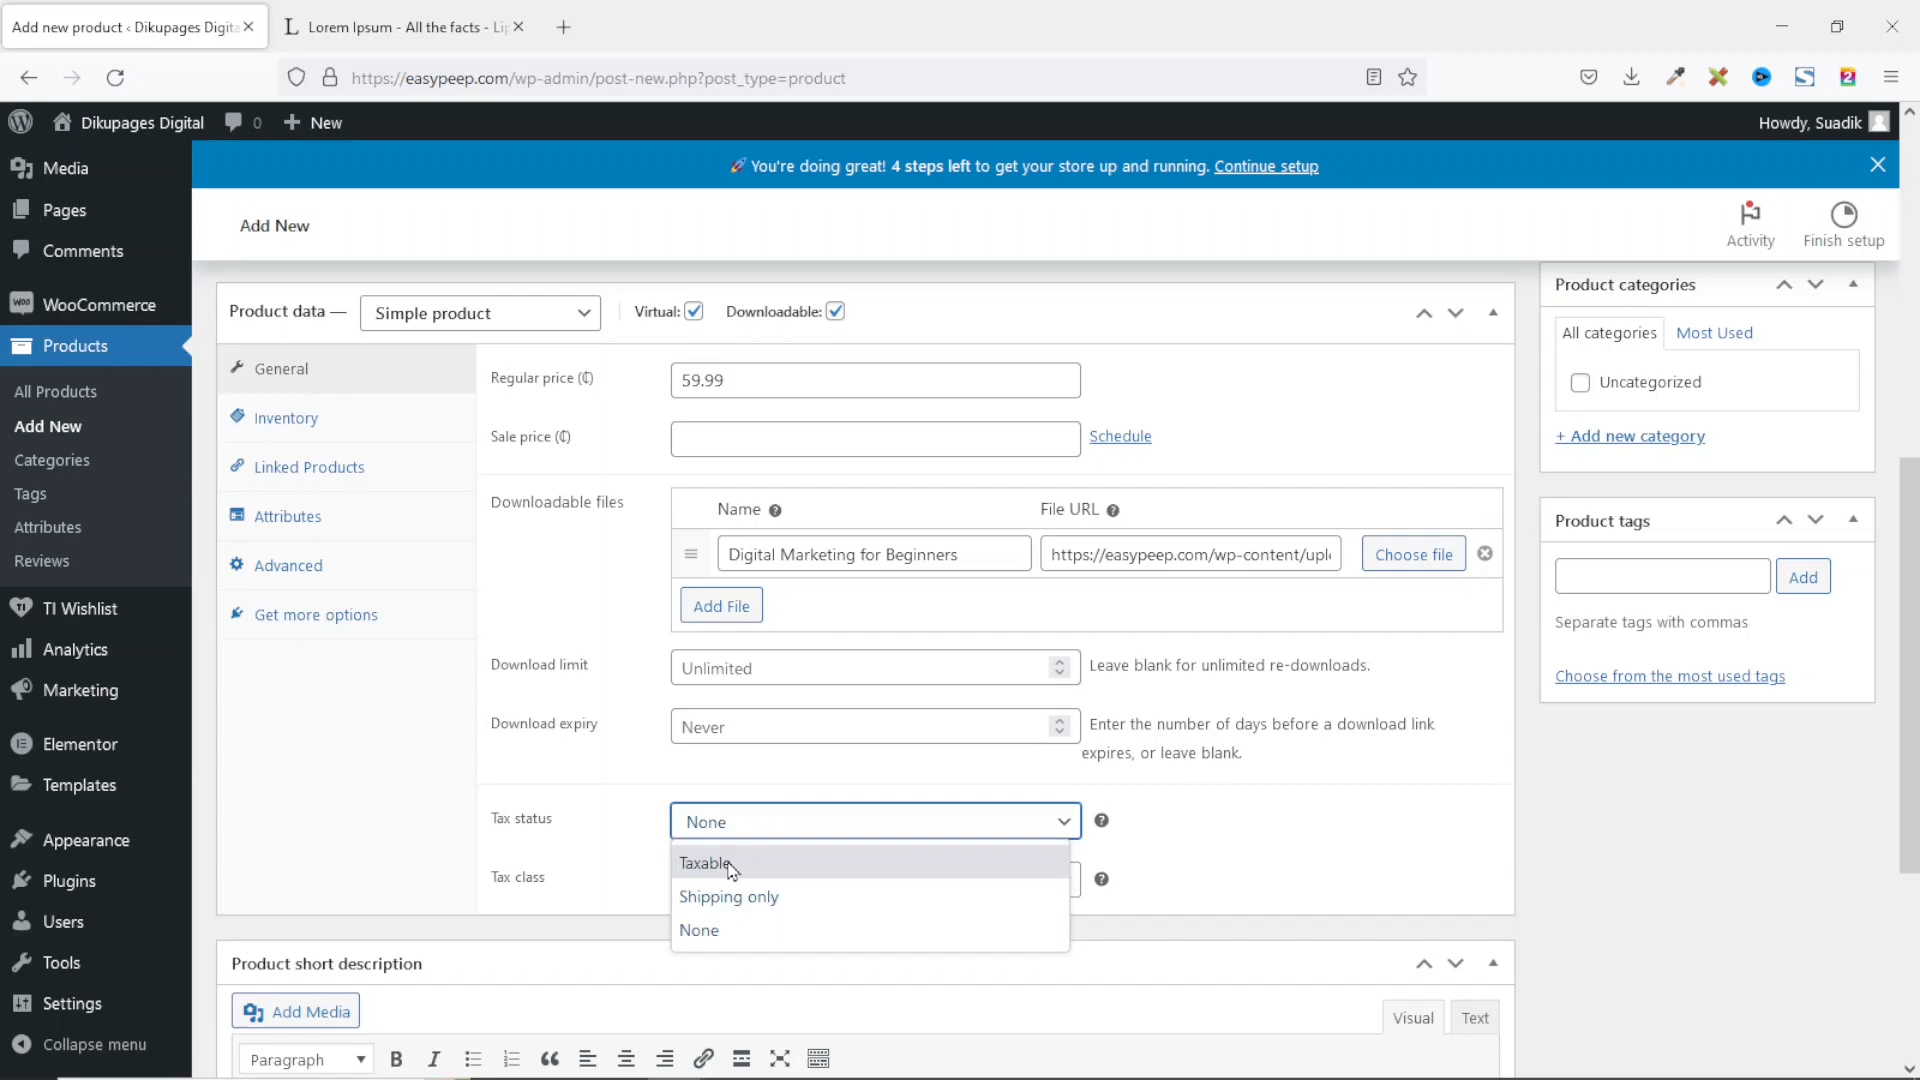 Add new product ‹ Dikupages Digita
Lorem Ipsum - All the facts - Lip
https://easypeep.com/wp-admin/post-new.php?post_type=product
Dikupages Digital
0
New
Howdy, Suadik
Media
Pages
Comments
WooCommerce
Products
All Products
Add New
Categories
Tags
Attributes
Reviews
TI Wishlist
Analytics
Marketing
Elementor
Templates
Appearance
Plugins
Users
Tools
Settings
Collapse menu
🚀 You're doing great! 4 steps left to get your store up and running. Continue setup
Add New
Activity
Finish setup
Product data —
Simple product
Virtual:
Downloadable:
General
Inventory
Linked Products
Attributes
Advanced
Get more options
Regular price (₵)
59.99
Sale price (₵)
Schedule
Downloadable files
Name
File URL
Digital Marketing for Beginners
https://easypeep.com/wp-content/uplo
Choose file
Add File
Download limit
Unlimited
Leave blank for unlimited re-downloads.
Download expiry
Never
Enter the number of days before a download link
expires, or leave blank.
Tax status
None
Taxable
Shipping only
None
Tax class
Product short description
Add Media
Visual
Text
Paragraph
B
I
Product categories
All categories
Most Used
Uncategorized
+ Add new category
Product tags
Add
Separate tags with commas
Choose from the most used tags